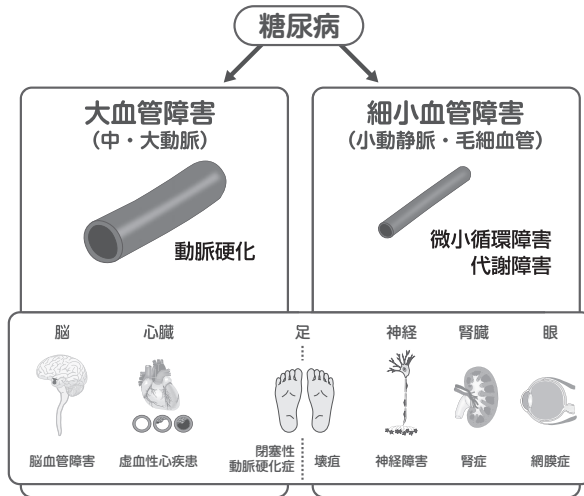 糖尿病
大血管障害
（中・大動脈）
動脈硬化
細小血管障害
（小動静脈・毛細血管）
微小循環障害
代謝障害
脳
心臓
足
神経
腎臓
眼
脳血管障害
虚血性心疾患
閉塞性
動脈硬化症
壊疽
神経障害
腎症
網膜症